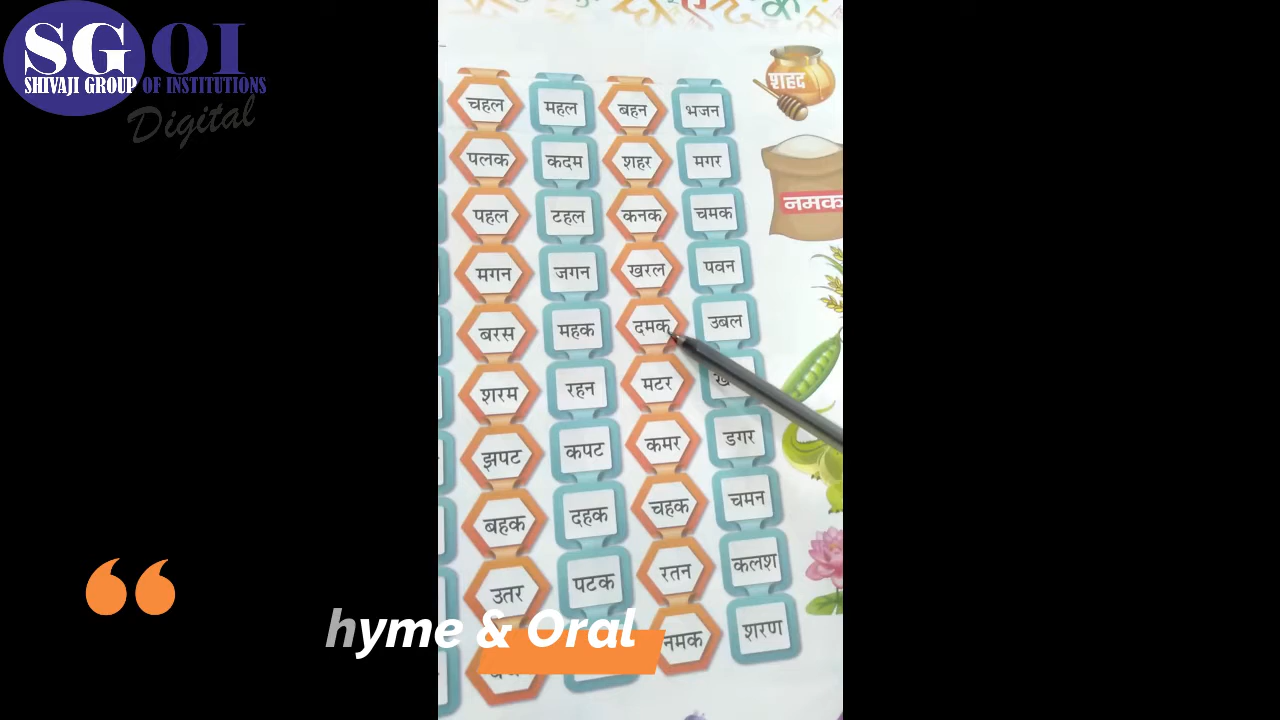 SGOI
SHIVAJI GROUP OF INSTITUTIONS
Digital
शहद
नमक
चहल महल बहन भजन
पलक कदम शहर मगर
पहल टहल कनक चमक
मगन जगन खरल पवन
बरस महक दमक उबल
शरम रहन मटर
झपट कपट कमर डगर
बहक दहक चहक चमन
उतर पटक रतन कलश
नमक शरण
hyme & Oral